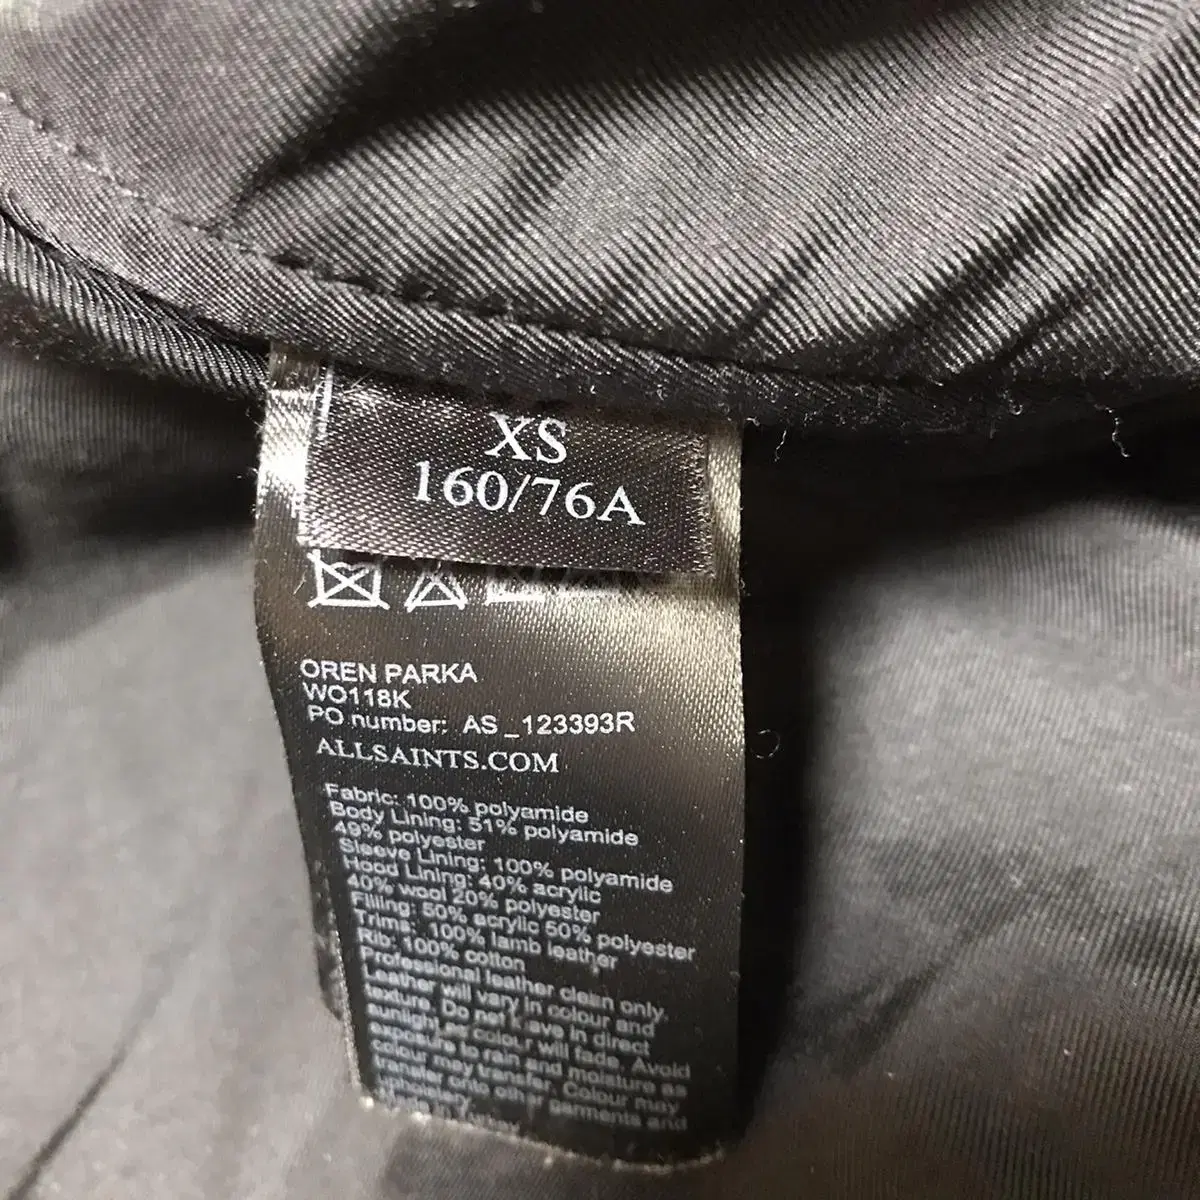 XS
160/76A
OREN PARKA
WO118K
PO number: AS_123393R
ALLSAINTS.COM
Fabric: 100% polyamide
Body Lining: 51% polyamide
49% polyester
Sleeve Lining: 100% polyamide
Hood Lining: 40% acrylic
40% wool 20% polyester
Filling: 50% acrylic 50% polyester
Trims: 100% lamb leather
Rib: 100% cotton
Professional leather clean only.
Leather will vary in colour and
texture. Do not leave in direct
sunlight as colour will fade. Avoid
exposure to rain and moisture as
colour may transfer. Colour may
transfer onto other garments and
upholstery.
Made in Turkey